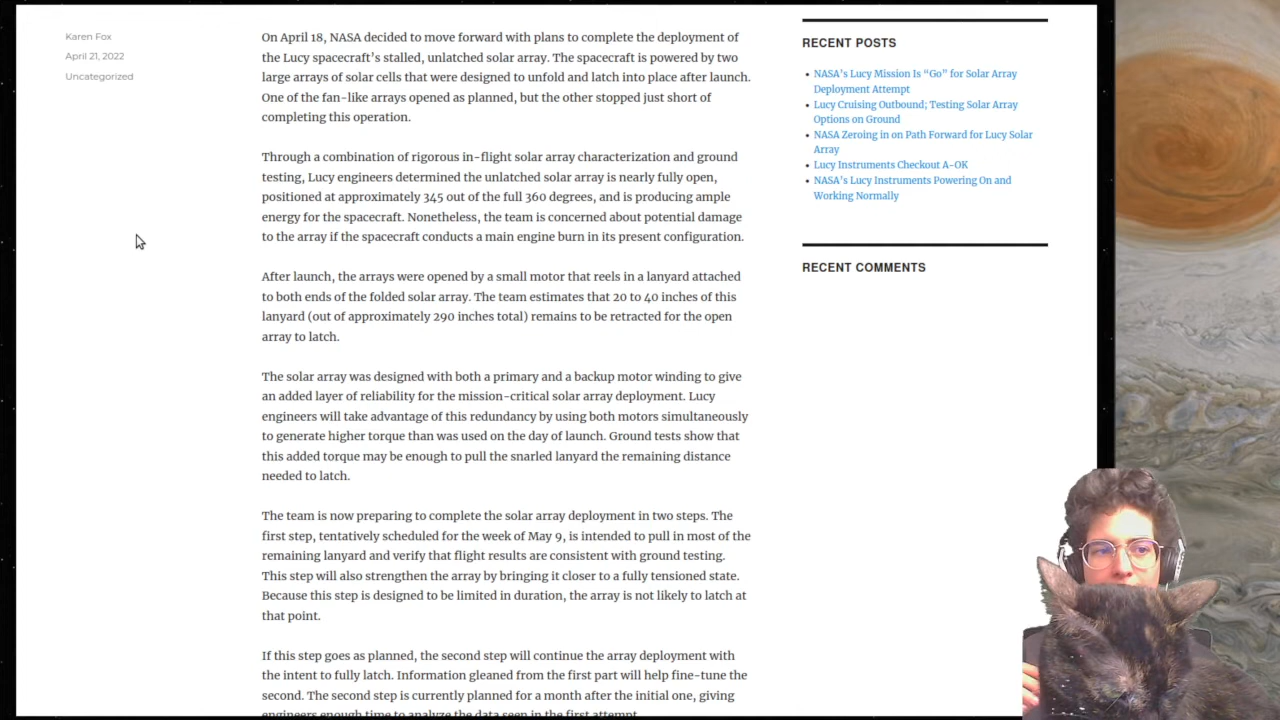 Karen Fox
April 21, 2022
Uncategorized
On April 18, NASA decided to move forward with plans to complete the deployment of
the Lucy spacecraft's stalled, unlatched solar array. The spacecraft is powered by two
large arrays of solar cells that were designed to unfold and latch into place after launch.
One of the fan-like arrays opened as planned, but the other stopped just short of
completing this operation.
Through a combination of rigorous in-flight solar array characterization and ground
testing, Lucy engineers determined the unlatched solar array is nearly fully open,
positioned at approximately 345 out of the full 360 degrees, and is producing ample
energy for the spacecraft. Nonetheless, the team is concerned about potential damage
to the array if the spacecraft conducts a main engine burn in its present configuration.
After launch, the arrays were opened by a small motor that reels in a lanyard attached
to both ends of the folded solar array. The team estimates that 20 to 40 inches of this
lanyard (out of approximately 290 inches total) remains to be retracted for the open
array to latch.
The solar array was designed with both a primary and a backup motor winding to give
an added layer of reliability for the mission-critical solar array deployment. Lucy
engineers will take advantage of this redundancy by using both motors simultaneously
to generate higher torque than was used on the day of launch. Ground tests show that
this added torque may be enough to pull the snarled lanyard the remaining distance
needed to latch.
The team is now preparing to complete the solar array deployment in two steps. The
first step, tentatively scheduled for the week of May 9, is intended to pull in most of the
remaining lanyard and verify that flight results are consistent with ground testing.
This step will also strengthen the array by bringing it closer to a fully tensioned state.
Because this step is designed to be limited in duration, the array is not likely to latch at
that point.
If this step goes as planned, the second step will continue the array deployment with
the intent to fully latch. Information gleaned from the first part will help fine-tune the
second. The second step is currently planned for a month after the initial one, giving
engineers enough time to analyze the data seen in the first attempt.
RECENT POSTS
NASA's Lucy Mission Is “Go” for Solar Array
Deployment Attempt
Lucy Cruising Outbound; Testing Solar Array
Options on Ground
NASA Zeroing in on Path Forward for Lucy Solar
Array
Lucy Instruments Checkout A-OK
NASA's Lucy Instruments Powering On and
Working Normally
RECENT COMMENTS